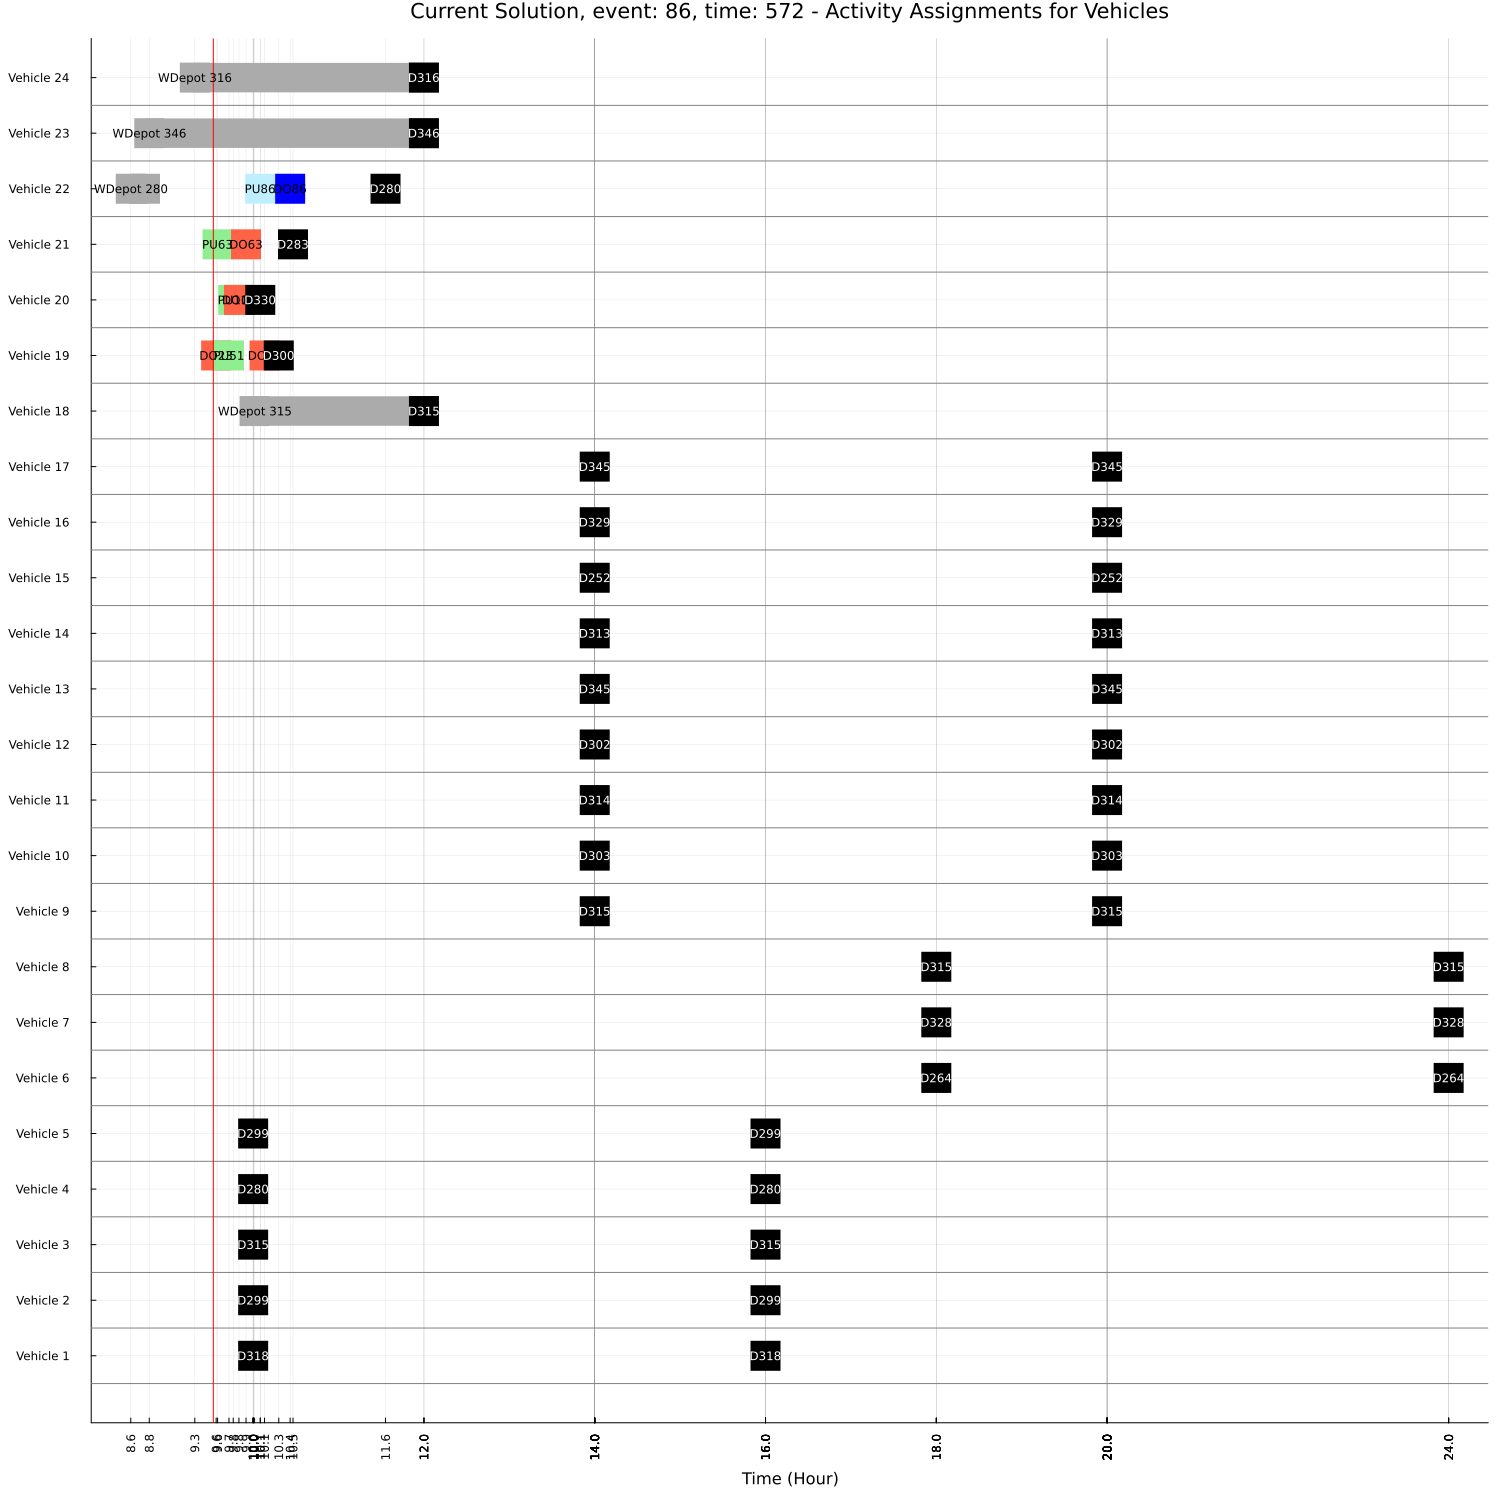 Current Solution, event: 86, time: 572 - Activity Assignments for Vehicles
Vehicle 24 WDepot 316 D316
Vehicle 23 WDepot 346 D346
Vehicle 22 WDepot 280 PU86 DO86 D280
Vehicle 21 PU63 DO63 D283
Vehicle 20 D330
Vehicle 19 D300
Vehicle 18 WDepot 315 D315
Vehicle 17 D345 D345
Vehicle 16 D329 D329
Vehicle 15 D252 D252
Vehicle 14 D313 D313
Vehicle 13 D345 D345
Vehicle 12 D302 D302
Vehicle 11 D314 D314
Vehicle 10 D303 D303
Vehicle 9 D315 D315
Vehicle 8 D315 D315
Vehicle 7 D328 D328
Vehicle 6 D264 D264
Vehicle 5 D299 D299
Vehicle 4 D280 D280
Vehicle 3 D315 D315
Vehicle 2 D299 D299
Vehicle 1 D318 D318
8.6 8.8 9.3 9.6 10.0 10.3 11.6 12.0 14.0 16.0 18.0 20.0 24.0
Time (Hour)